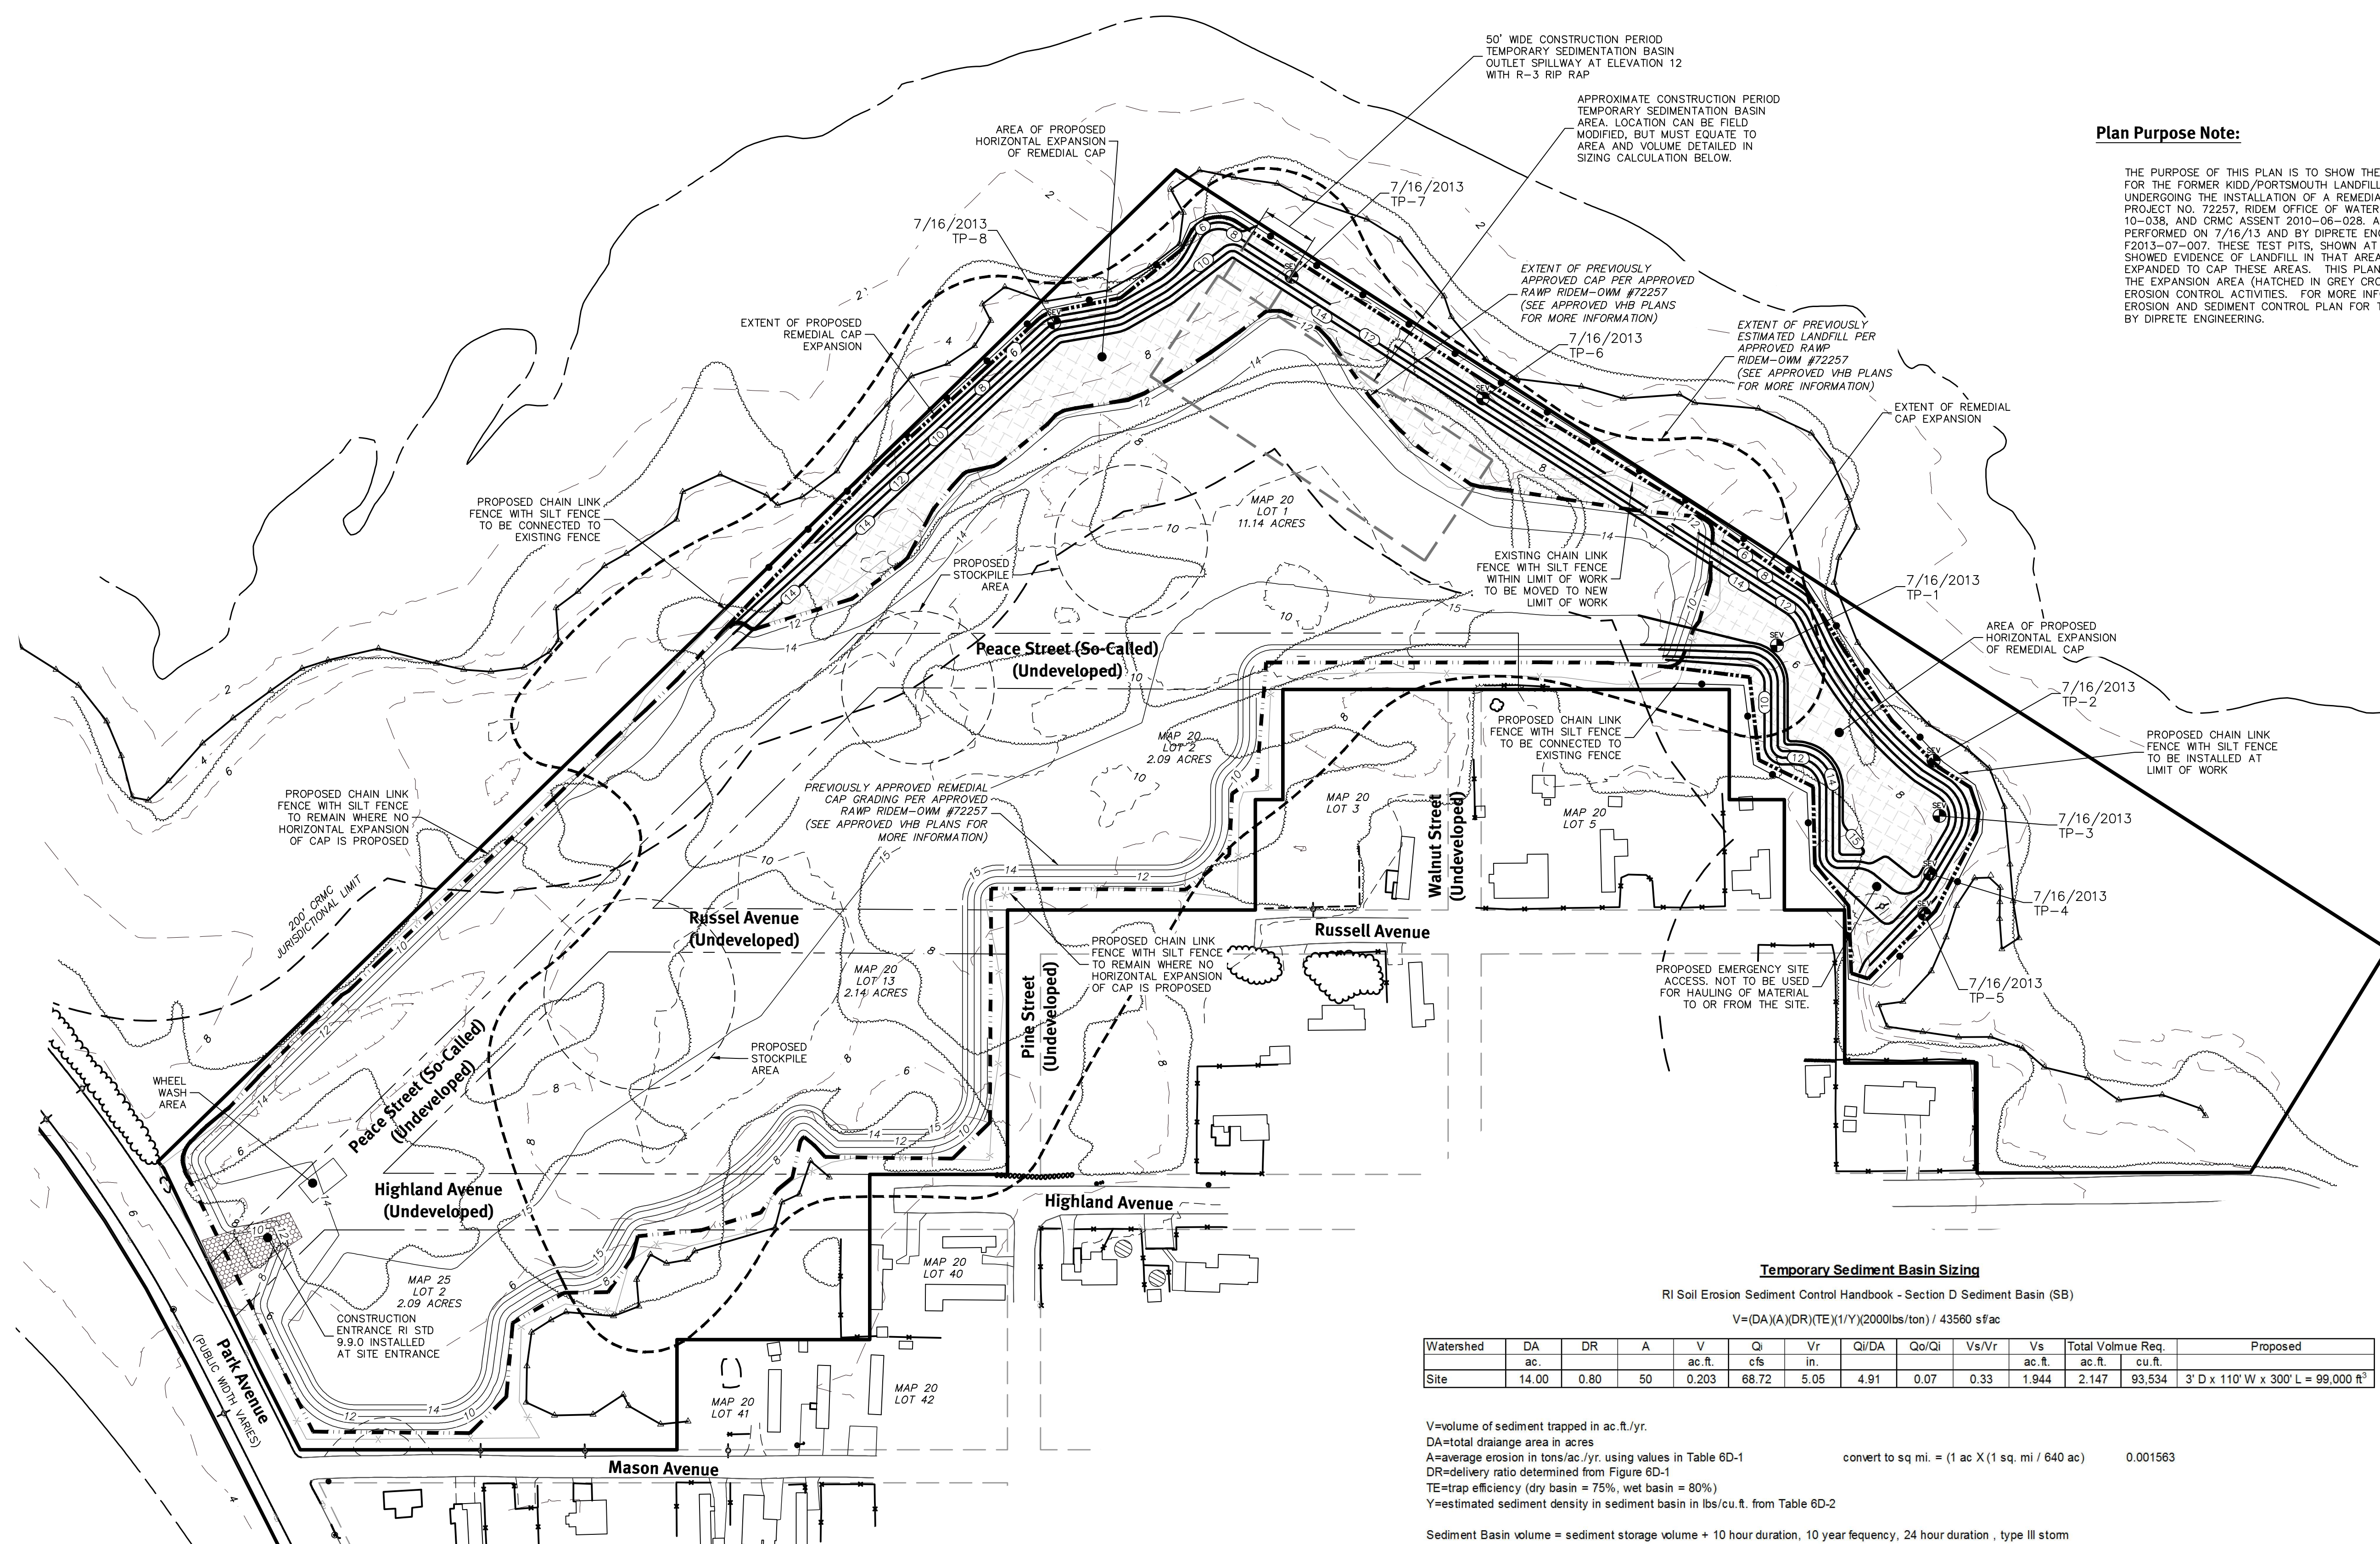 50' WIDE CONSTRUCTION PERIOD
TEMPORARY SEDIMENTATION BASIN
OUTLET SPILLWAY AT ELEVATION 12
WITH R-3 RIP RAP
APPROXIMATE CONSTRUCTION PERIOD
TEMPORARY SEDIMENTATION BASIN
AREA. LOCATION CAN BE FIELD
MODIFIED, BUT MUST EQUATE TO
AREA AND VOLUME DETAILED IN
SIZING CALCULATION BELOW.
Plan Purpose Note:
THE PURPOSE OF THIS PLAN IS TO SHOW THE
FOR THE FORMER KIDD/PORTSMOUTH LANDFILL
UNDERGOING THE INSTALLATION OF A REMEDIA
PROJECT NO. 72257, RIDEM OFFICE OF WATER
10-038, AND CRMC ASSENT 2010-06-028. A
PERFORMED ON 7/16/13 AND BY DIPRETE ENG
F2013-07-007. THESE TEST PITS, SHOWN AT
SHOWED EVIDENCE OF LANDFILL IN THAT AREA
EXPANDED TO CAP THESE AREAS. THIS PLAN
THE EXPANSION AREA (HATCHED IN GREY CRO
EROSION CONTROL ACTIVITIES. FOR MORE INF
EROSION AND SEDIMENT CONTROL PLAN FOR T
BY DIPRETE ENGINEERING.
AREA OF PROPOSED
HORIZONTAL EXPANSION
OF REMEDIAL CAP
7/16/2013
TP-7
7/16/2013
TP-8
EXTENT OF PREVIOUSLY
APPROVED CAP PER APPROVED
RAWP RIDEM-OWM #72257
(SEE APPROVED VHB PLANS
FOR MORE INFORMATION)
EXTENT OF PROPOSED
REMEDIAL CAP
EXPANSION
7/16/2013
TP-6
EXTENT OF PREVIOUSLY
ESTIMATED LANDFILL PER
APPROVED RAWP
RIDEM-OWM #72257
(SEE APPROVED VHB PLANS
FOR MORE INFORMATION)
EXTENT OF REMEDIAL
CAP EXPANSION
PROPOSED CHAIN LINK
FENCE WITH SILT FENCE
TO BE CONNECTED TO
EXISTING FENCE
MAP 20
LOT 1
11.14 ACRES
PROPOSED
STOCKPILE
AREA
EXISTING CHAIN LINK
FENCE WITH SILT FENCE
WITHIN LIMIT OF WORK
TO BE MOVED TO NEW
LIMIT OF WORK
7/16/2013
TP-1
AREA OF PROPOSED
HORIZONTAL EXPANSION
OF REMEDIAL CAP
Peace Street (So-Called)
(Undeveloped)
7/16/2013
TP-2
PROPOSED CHAIN LINK
FENCE WITH SILT FENCE
TO BE CONNECTED TO
EXISTING FENCE
PROPOSED CHAIN LINK
FENCE WITH SILT FENCE
TO BE INSTALLED AT
LIMIT OF WORK
MAP 20
LOT 2
2.09 ACRES
PROPOSED CHAIN LINK
FENCE WITH SILT FENCE
TO REMAIN WHERE NO
HORIZONTAL EXPANSION
OF CAP IS PROPOSED
PREVIOUSLY APPROVED REMEDIAL
CAP GRADING PER APPROVED
RAWP RIDEM-OWM #72257
(SEE APPROVED VHB PLANS FOR
MORE INFORMATION)
MAP 20
LOT 3
Walnut Street
(Undeveloped)
MAP 20
LOT 5
7/16/2013
TP-3
200' CRMC
JURISDICTIONAL LIMIT
7/16/2013
TP-4
Russel Avenue
(Undeveloped)
Russell Avenue
PROPOSED CHAIN LINK
FENCE WITH SILT FENCE
TO REMAIN WHERE NO
HORIZONTAL EXPANSION
OF CAP IS PROPOSED
MAP 20
LOT 13
2.14 ACRES
Pine Street
(Undeveloped)
PROPOSED EMERGENCY SITE
ACCESS. NOT TO BE USED
FOR HAULING OF MATERIAL
TO OR FROM THE SITE.
7/16/2013
TP-5
PROPOSED
STOCKPILE
AREA
WHEEL
WASH
AREA
Peace Street (So-Called)
(Undeveloped)
Highland Avenue
(Undeveloped)
Highland Avenue
MAP 20
LOT 40
MAP 25
LOT 2
2.09 ACRES
CONSTRUCTION
ENTRANCE RI STD
9.9.0 INSTALLED
AT SITE ENTRANCE
Park Avenue
(PUBLIC WIDTH VARIES)
MAP 20
LOT 41
MAP 20
LOT 42
Mason Avenue
Temporary Sediment Basin Sizing
RI Soil Erosion Sediment Control Handbook - Section D Sediment Basin (SB)
V=(DA)(A)(DR)(TE)(1/Y)(2000lbs/ton) / 43560 sf/ac
Watershed DA DR A V Qi Vr Qi/DA Qo/Qi Vs/Vr Vs Total Volmue Req. Proposed
ac. ac.ft. cfs in. ac.ft. ac.ft. cu.ft.
Site 14.00 0.80 50 0.203 68.72 5.05 4.91 0.07 0.33 1.944 2.147 93,534 3' D x 110' W x 300' L = 99,000 ft³
V=volume of sediment trapped in ac.ft./yr.
DA=total draiange area in acres
A=average erosion in tons/ac./yr. using values in Table 6D-1 convert to sq mi. = (1 ac X (1 sq. mi / 640 ac) 0.001563
DR=delivery ratio determined from Figure 6D-1
TE=trap efficiency (dry basin = 75%, wet basin = 80%)
Y=estimated sediment density in sediment basin in lbs/cu.ft. from Table 6D-2
Sediment Basin volume = sediment storage volume + 10 hour duration, 10 year fequency, 24 hour duration , type III storm